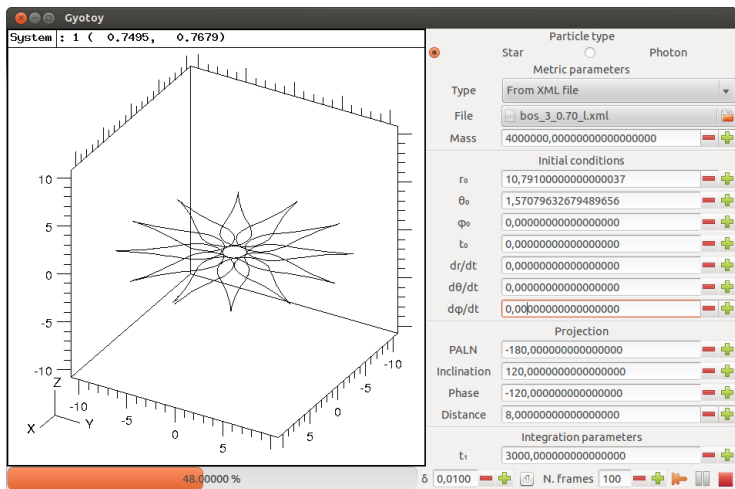 Gyotoy
System : 1 ( 0.7495, 0.7679)
10
5
0
-5
-10
Z
X
Y
-10
-5
0
5
5
0
-5
-10
Particle type
Star Photon
Metric parameters
Type From XML file
File bos_3_0.70_l.xml
Mass 4000000,00000000000000000
Initial conditions
r₀ 10,79100000000000037
θ₀ 1,57079632679489656
φ₀ 0,00000000000000000
t₀ 0,00000000000000000
dr/dt 0,00000000000000000
dθ/dt 0,00000000000000000
dφ/dt 0,00000000000000000
Projection
PALN -180,000000000000000
Inclination 120,000000000000000
Phase -120,000000000000000
Distance 8,0000000000000000
Integration parameters
t₁ 3000,00000000000000
48.00000 %
δ 0,0100 N. frames 100